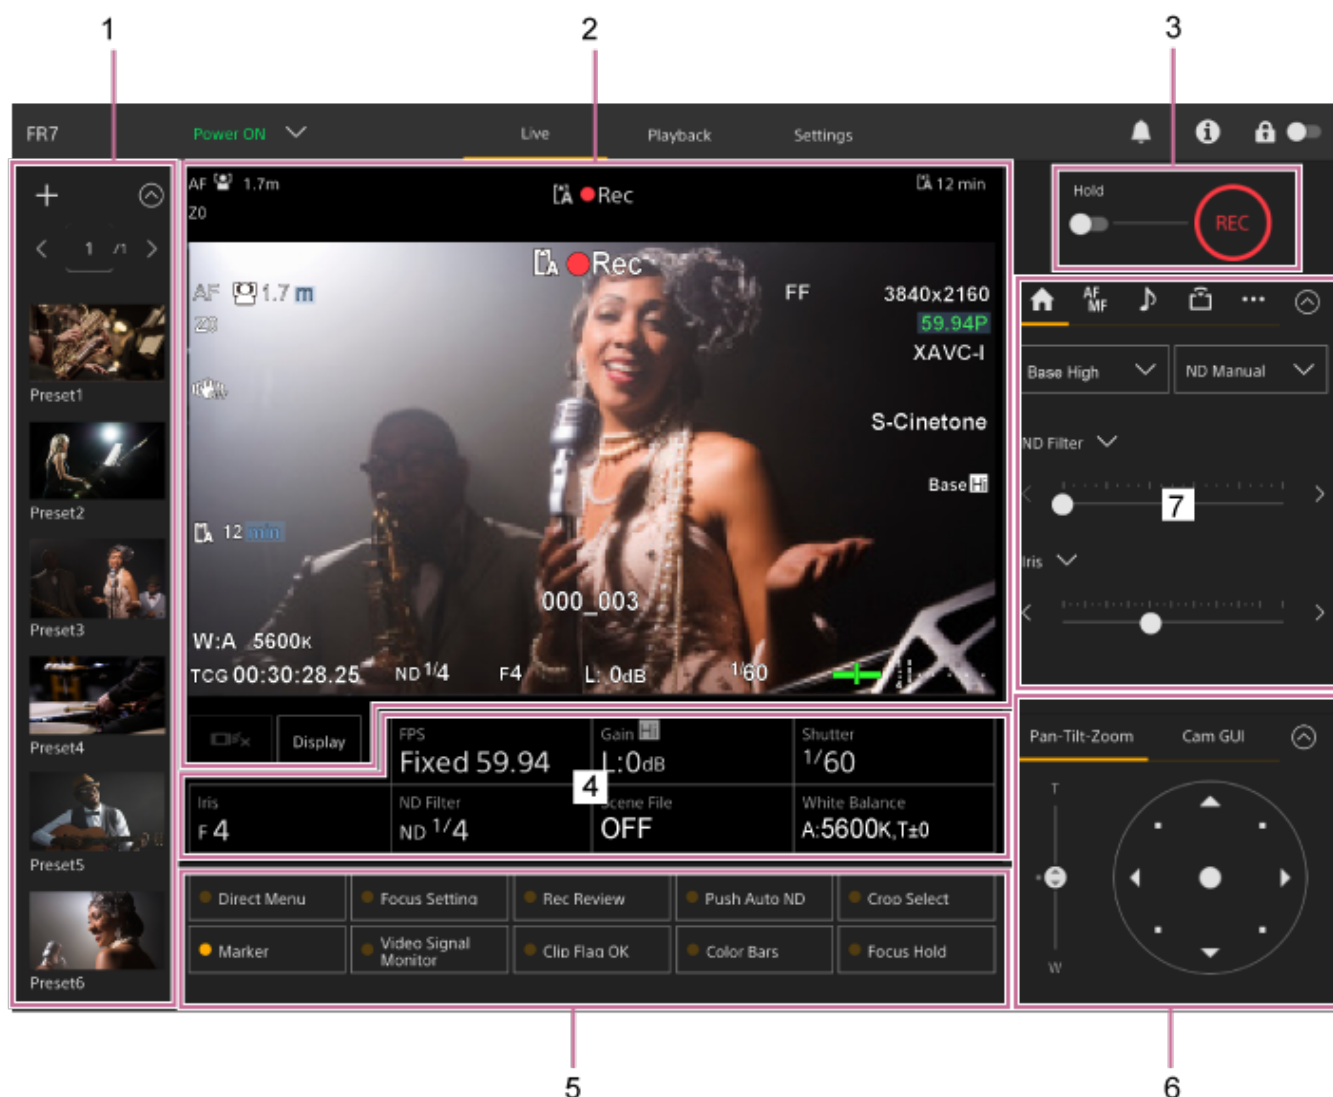 1 2 3
FR7 Power ON Live Playback Settings
1 /1
Preset1
Preset2
Preset3
Preset4
Preset5
Preset6
AF 1.7m
Z0
A Rec
A 12 min
A Rec
AF 1.7 m
Z0
FF 3840x2160
59.94P
XAVC-I
S-Cinetone
Base Hi
A 12 min
000_003
W:A 5600K
TCG 00:30:28.25 ND 1/4 F4 L: 0dB 1/60
Display
FPS
Fixed 59.94
Gain Hi
L:0dB
Shutter
1/60
4
Iris
F 4
ND Filter
ND 1/4
Scene File
OFF
White Balance
A:5600K,T±0
Direct Menu
Focus Setting
Rec Review
Push Auto ND
Crop Select
Marker
Video Signal
Monitor
Clip Flag OK
Color Bars
Focus Hold
Hold
REC
AF
MF
Base High
ND Manual
ND Filter
7
Iris
Pan-Tilt-Zoom Cam GUI
T
W
5 6